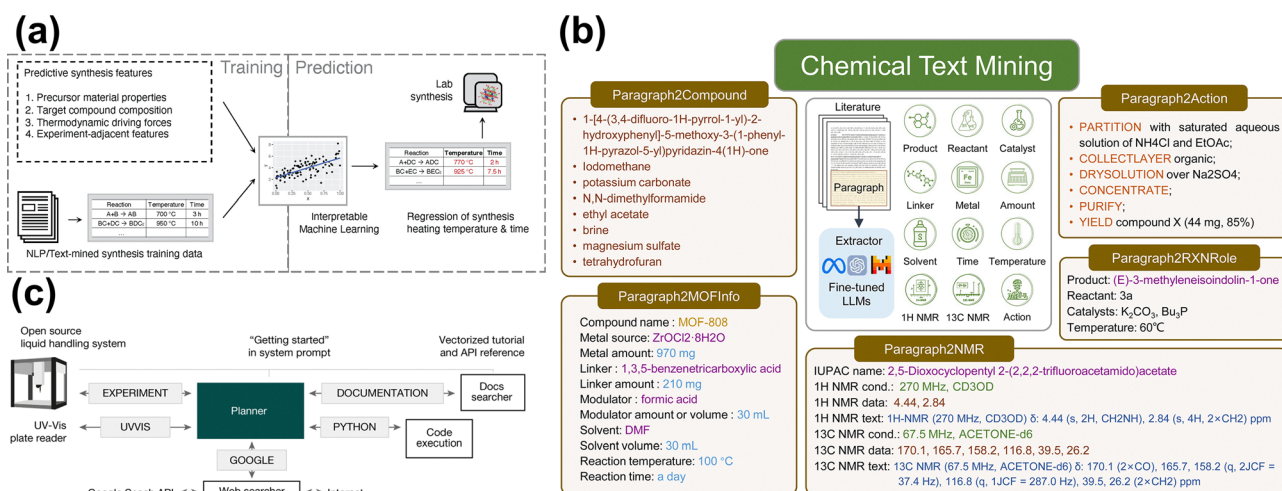 (a)
Predictive synthesis features
1. Precursor material properties
2. Target compound composition
3. Thermodynamic driving forces
4. Experiment-adjacent features
Training
Prediction
Lab
synthesis
Reaction Temperature Time
A+B → AB 700 °C 3 h
BC+DC → BDC₂ 950 °C 10 h
...
NLP/Text-mined synthesis training data
Interpretable
Machine Learning
Reaction Temperature Time
A+DC → ADC 770 °C 2 h
BC+EC → BEC₂ 925 °C 7.5 h
...
Regression of synthesis
heating temperature & time
(b)
Chemical Text Mining
Paragraph2Compound
• 1-[4-(3,4-difluoro-1H-pyrrol-1-yl)-2-
hydroxyphenyl]-5-methoxy-3-(1-phenyl-
1H-pyrazol-5-yl)pyridazin-4(1H)-one
• Iodomethane
• potassium carbonate
• N,N-dimethylformamide
• ethyl acetate
• brine
• magnesium sulfate
• tetrahydrofuran
Literature
Paragraph
Extractor
Fine-tuned
LLMs
Product Reactant Catalyst
Fe
Linker Metal Amount
Solvent Time Temperature
1H NMR 13C NMR Action
Paragraph2Action
• PARTITION with saturated aqueous
solution of NH4Cl and EtOAc;
• COLLECTLAYER organic;
• DRYSOLUTION over Na2SO4;
• CONCENTRATE;
• PURIFY;
• YIELD compound X (44 mg, 85%)
Paragraph2RXNRole
Product: (E)-3-methyleneisoindolin-1-one
Reactant: 3a
Catalysts: K₂CO₃, Bu₃P
Temperature: 60℃
Paragraph2MOFInfo
Compound name : MOF-808
Metal source: ZrOCl2·8H2O
Metal amount: 970 mg
Linker : 1,3,5-benzenetricarboxylic acid
Linker amount : 210 mg
Modulator : formic acid
Modulator amount or volume : 30 mL
Solvent: DMF
Solvent volume: 30 mL
Reaction temperature: 100 °C
Reaction time: a day
Paragraph2NMR
IUPAC name: 2,5-Dioxocyclopentyl 2-(2,2,2-trifluoroacetamido)acetate
1H NMR cond.: 270 MHz, CD3OD
1H NMR data: 4.44, 2.84
1H NMR text: 1H-NMR (270 MHz, CD3OD) δ: 4.44 (s, 2H, CH2NH), 2.84 (s, 4H, 2×CH2) ppm
13C NMR cond.: 67.5 MHz, ACETONE-d6
13C NMR data: 170.1, 165.7, 158.2, 116.8, 39.5, 26.2
13C NMR text: 13C NMR (67.5 MHz, ACETONE-d6) δ: 170.1 (2×CO), 165.7, 158.2 (q, 2JCF =
37.4 Hz), 116.8 (q, 1JCF = 287.0 Hz), 39.5, 26.2 (2×CH2) ppm
(c)
Open source
liquid handling system
"Getting started"
in system prompt
Vectorized tutorial
and API reference
EXPERIMENT
Planner
DOCUMENTATION
Docs
searcher
UV-Vis
plate reader
UVVIS
PYTHON
Code
execution
GOOGLE
Web searcher